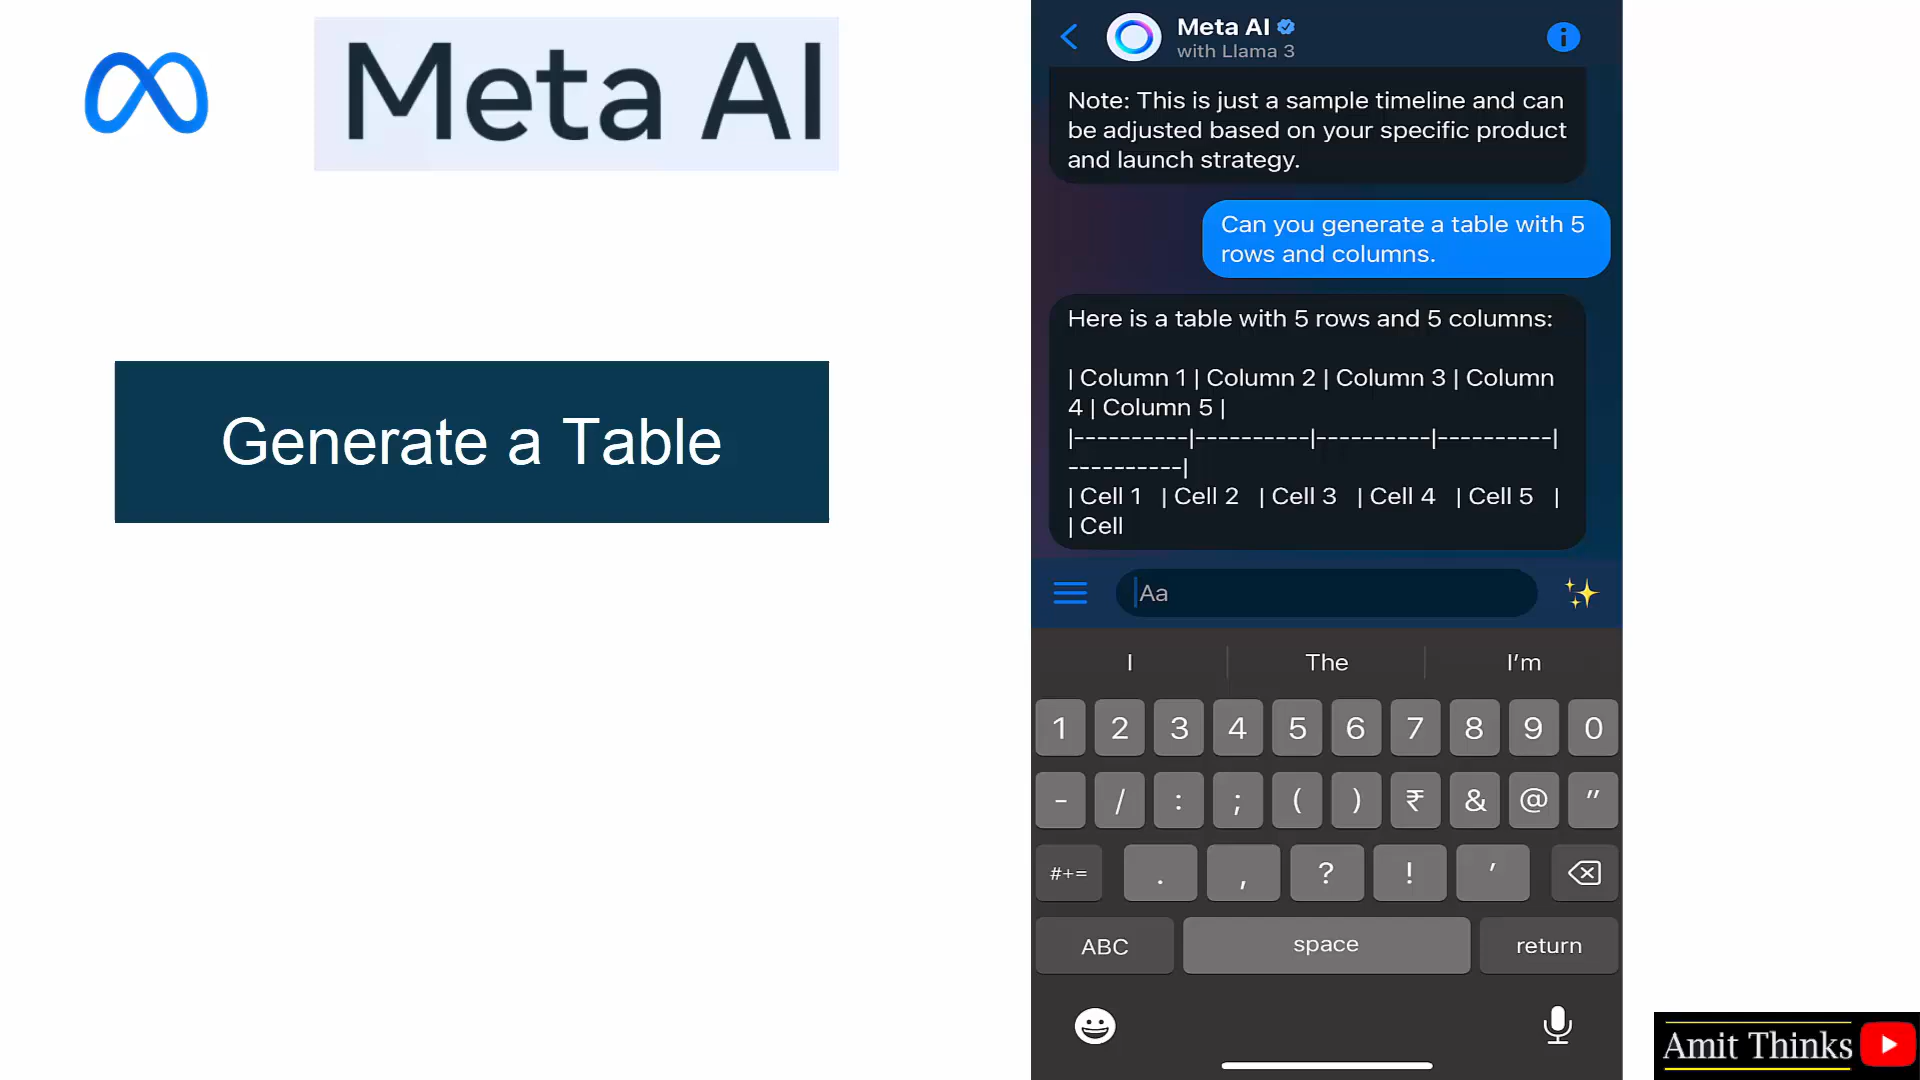 Meta AI
Generate a Table
Meta AI
with Llama 3
Note: This is just a sample timeline and can
be adjusted based on your specific product
and launch strategy.
Can you generate a table with 5
rows and columns.
Here is a table with 5 rows and 5 columns:
| Column 1 | Column 2 | Column 3 | Column
4 | Column 5 |
|----------|----------|----------|----------|
----------|
| Cell 1 | Cell 2 | Cell 3 | Cell 4 | Cell 5 |
| Cell
Aa
I The I'm
1 2 3 4 5 6 7 8 9 0
- / : ; ( ) ₹ & @ "
#+= . , ? ! '
ABC space return
Amit Thinks